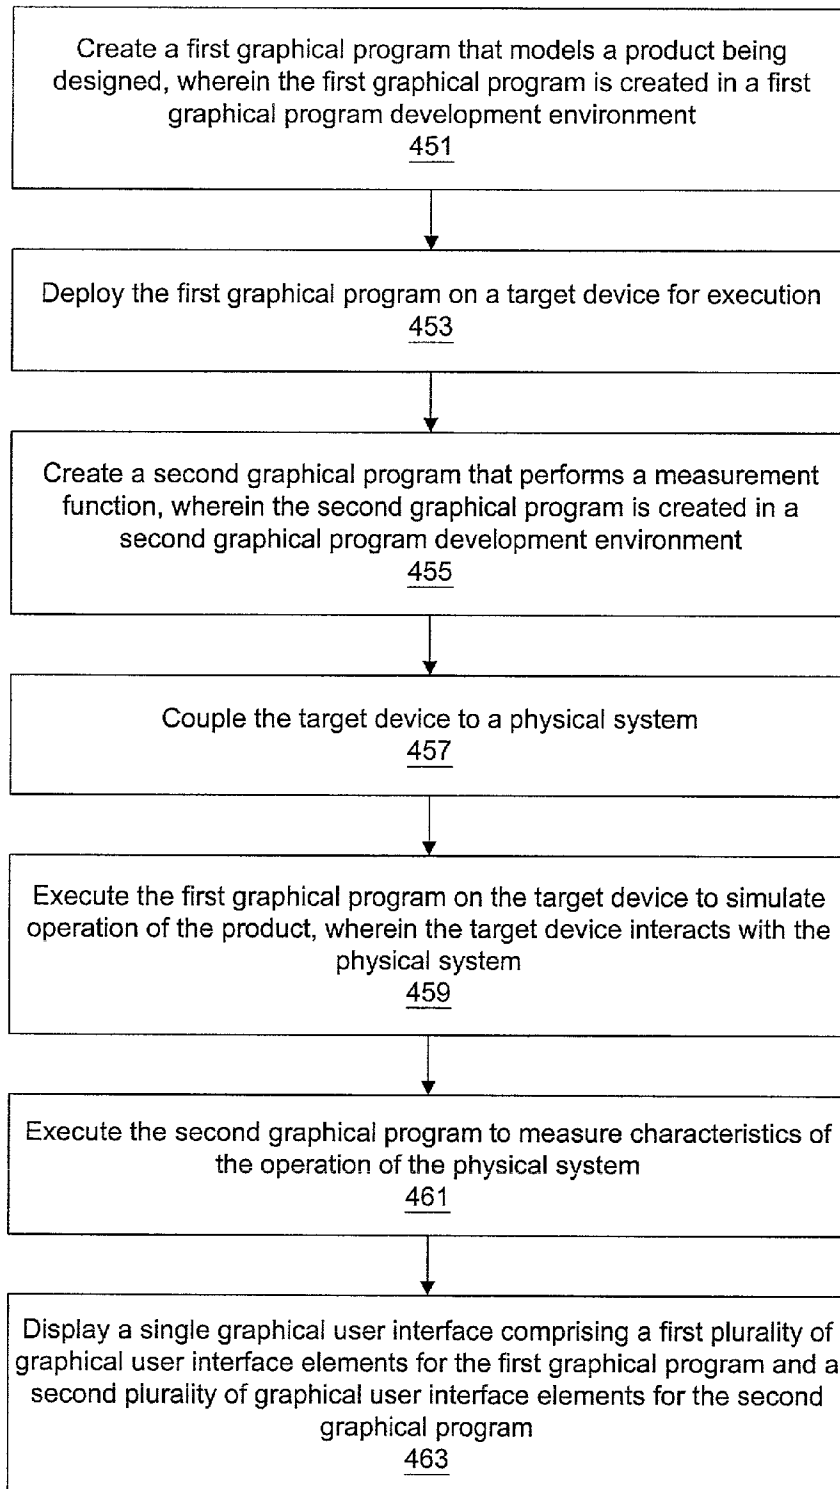 Create a first graphical program that models a product being
designed, wherein the first graphical program is created in a first
graphical program development environment
451
Deploy the first graphical program on a target device for execution
453
Create a second graphical program that performs a measurement
function, wherein the second graphical program is created in a
second graphical program development environment
455
Couple the target device to a physical system
457
Execute the first graphical program on the target device to simulate
operation of the product, wherein the target device interacts with the
physical system
459
Execute the second graphical program to measure characteristics of
the operation of the physical system
461
Display a single graphical user interface comprising a first plurality of
graphical user interface elements for the first graphical program and a
second plurality of graphical user interface elements for the second
graphical program
463